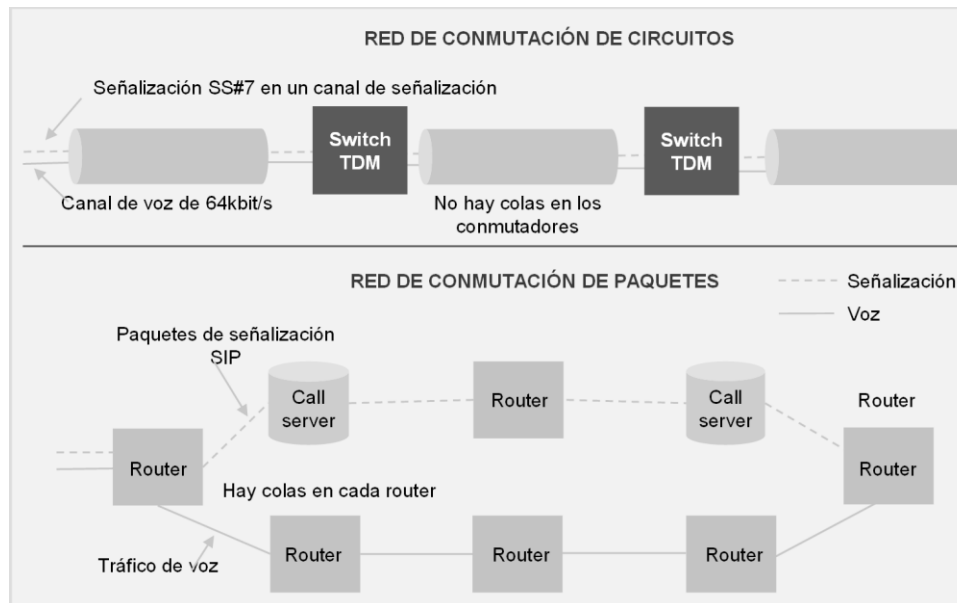 RED DE CONMUTACIÓN DE CIRCUITOS
Señalización SS#7 en un canal de señalización
Switch
TDM
Switch
TDM
Canal de voz de 64kbit/s
No hay colas en los
conmutadores
RED DE CONMUTACIÓN DE PAQUETES
Señalización
Voz
Paquetes de señalización
SIP
Call
server
Router
Call
server
Router
Router
Router
Hay colas en cada router
Tráfico de voz
Router
Router
Router